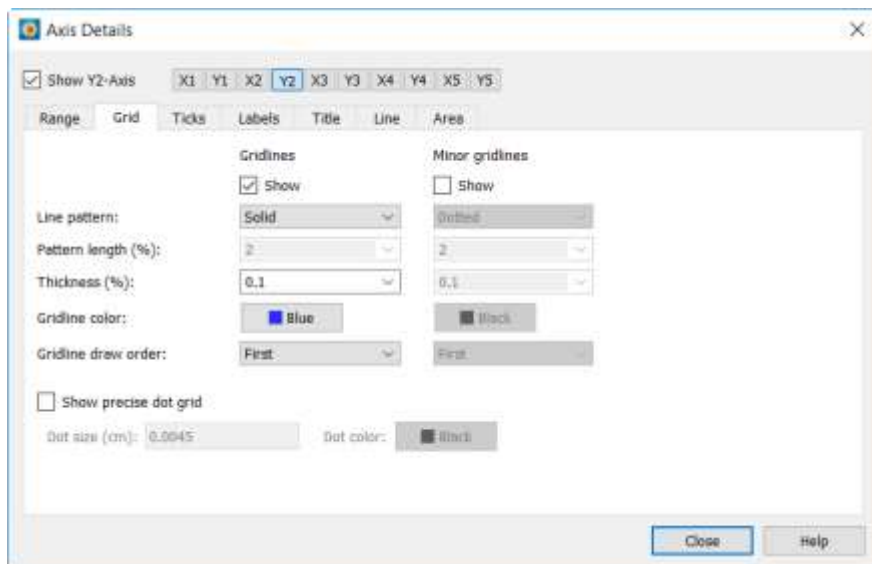 Axis Details
Show Y2-Axis X1 Y1 X2 Y2 X3 Y3 X4 Y4 X5 Y5
Range Grid Ticks Labels Title Line Area
Gridlines Minor gridlines
Show Show
Line pattern: Solid Dotted
Pattern length (%): 2 2
Thickness (%): 0.1 0.1
Gridline color: Blue Black
Gridline draw order: First First
Show precise dot grid
Dot size (cm): 0.0045 Dot color: Black
Close Help